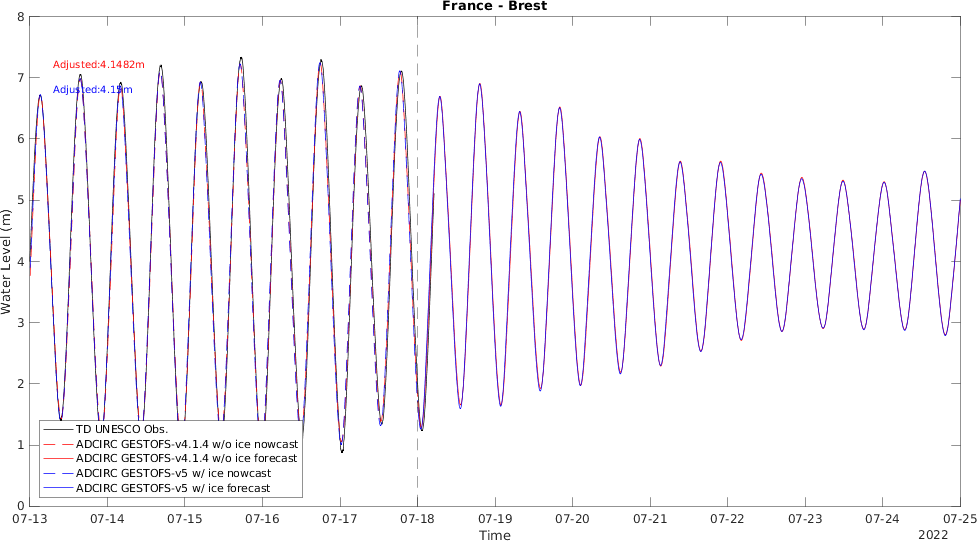 France - Brest
8
7
6
5
4
3
2
1
0
Water Level (m)
Adjusted:4.1482m
Adjusted:4.15m
TD UNESCO Obs.
ADCIRC GESTOFS-v4.1.4 w/o ice nowcast
ADCIRC GESTOFS-v4.1.4 w/o ice forecast
ADCIRC GESTOFS-v5 w/ ice nowcast
ADCIRC GESTOFS-v5 w/ ice forecast
07-13 07-14 07-15 07-16 07-17 07-18 07-19 07-20 07-21 07-22 07-23 07-24 07-25
Time
2022